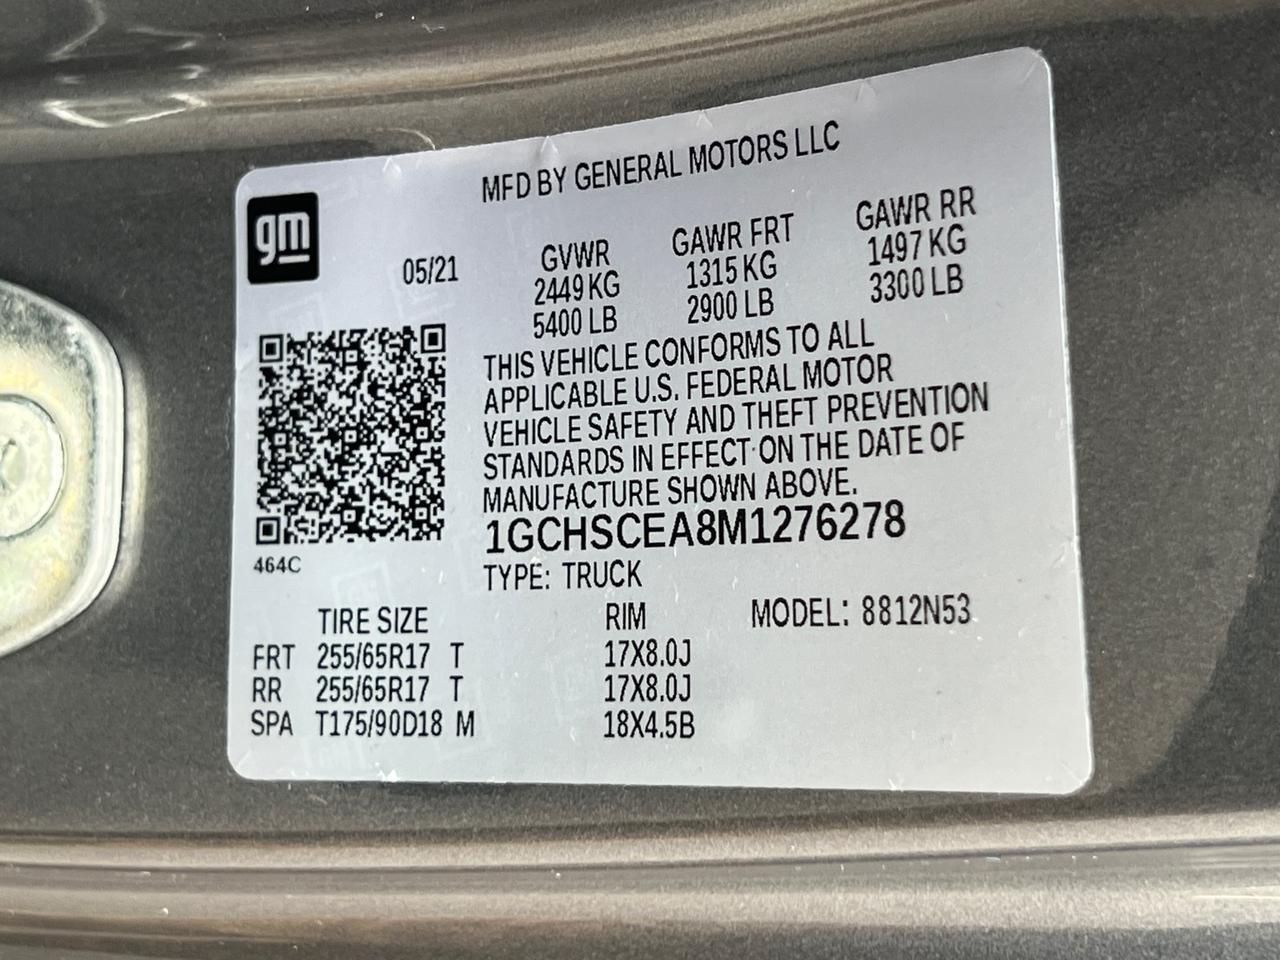 MFD BY GENERAL MOTORS LLC
gm
05/21
GVWR GAWR FRT GAWR RR
2449 KG 1315 KG 1497 KG
5400 LB 2900 LB 3300 LB
THIS VEHICLE CONFORMS TO ALL
APPLICABLE U.S. FEDERAL MOTOR
VEHICLE SAFETY AND THEFT PREVENTION
STANDARDS IN EFFECT ON THE DATE OF
MANUFACTURE SHOWN ABOVE.
1GCHSCEA8M1276278
464C
TYPE: TRUCK
TIRE SIZE RIM MODEL: 8812N53
FRT 255/65R17 T 17X8.0J
RR 255/65R17 T 17X8.0J
SPA T175/90D18 M 18X4.5B